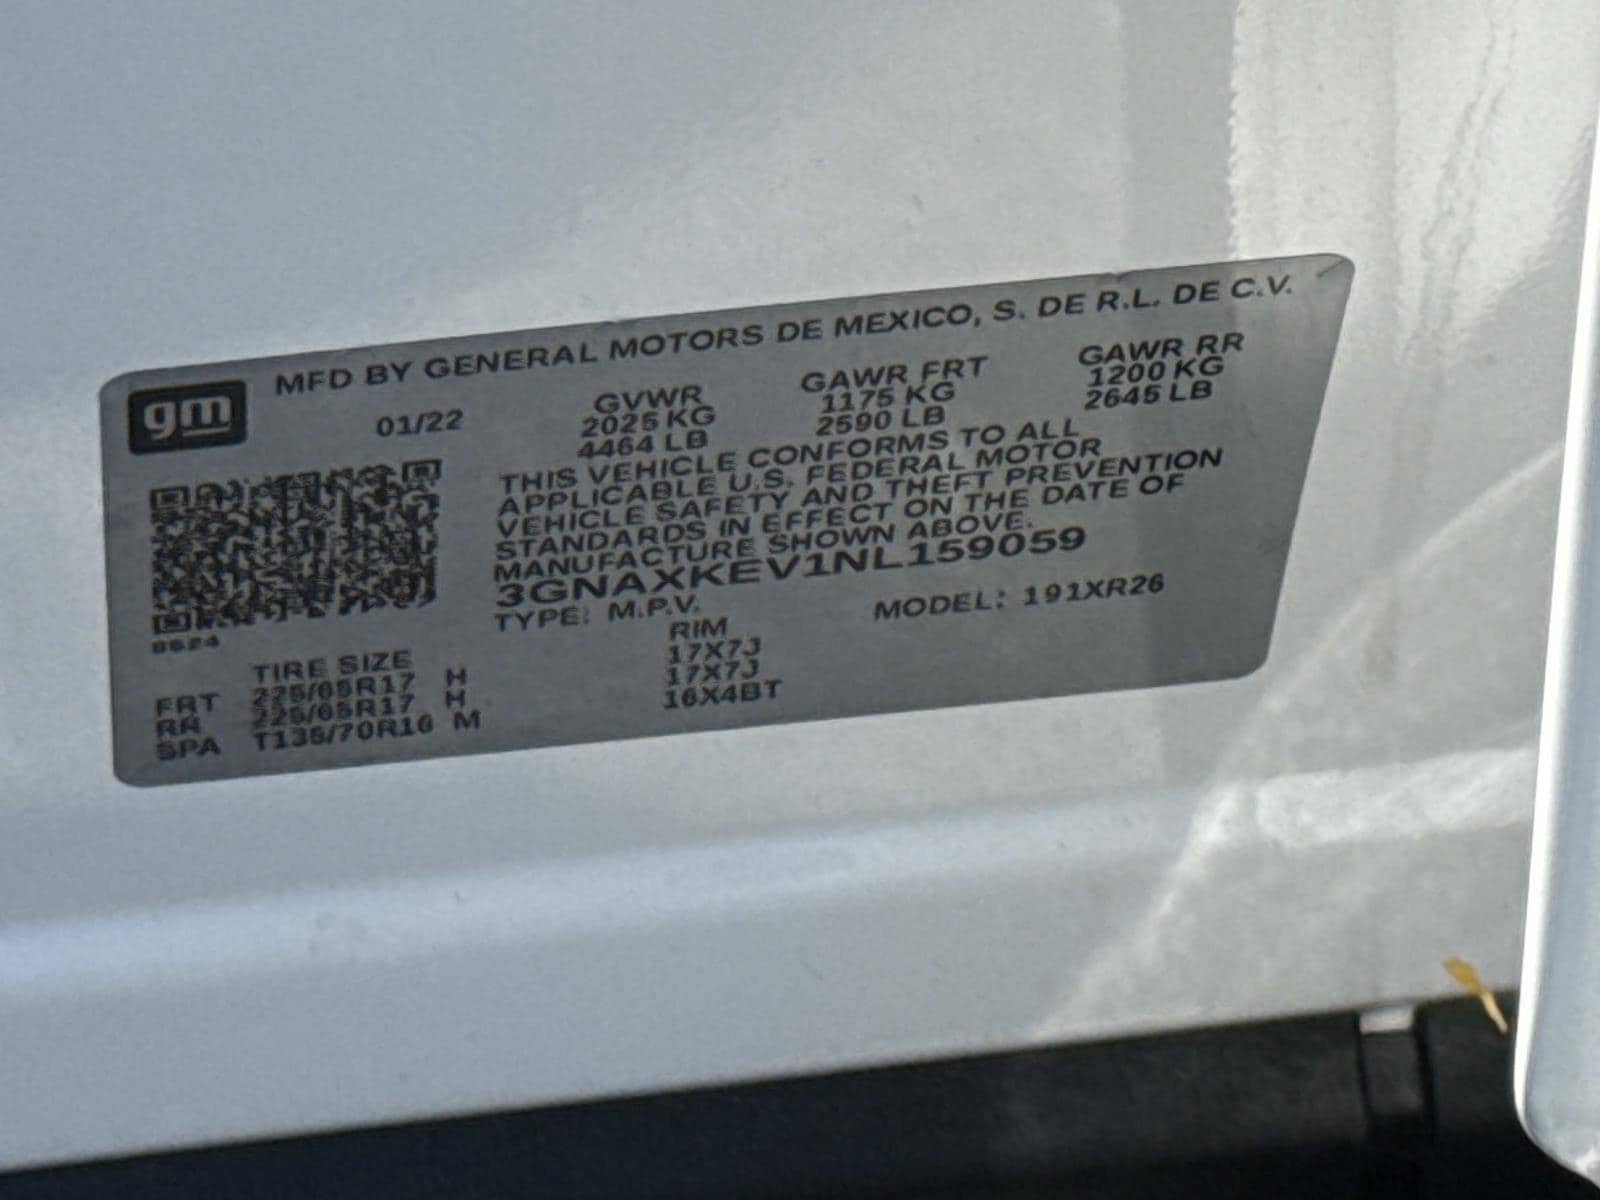 MFD BY GENERAL MOTORS DE MEXICO, S. DE R.L. DE C.V.
gm
01/22
GVWR GAWR FRT GAWR RR
2025 KG 1175 KG 1200 KG
4464 LB 2590 LB 2645 LB
THIS VEHICLE CONFORMS TO ALL
APPLICABLE U.S. FEDERAL MOTOR
VEHICLE SAFETY AND THEFT PREVENTION
STANDARDS IN EFFECT ON THE DATE OF
MANUFACTURE SHOWN ABOVE.
3GNAXKEV1NL159059
TYPE: M.P.V. MODEL: 191XR26
TIRE SIZE RIM
FRT 225/65R17 H 17X7J
RA 225/65R17 H 17X7J
SPA T135/70R16 M 16X4BT